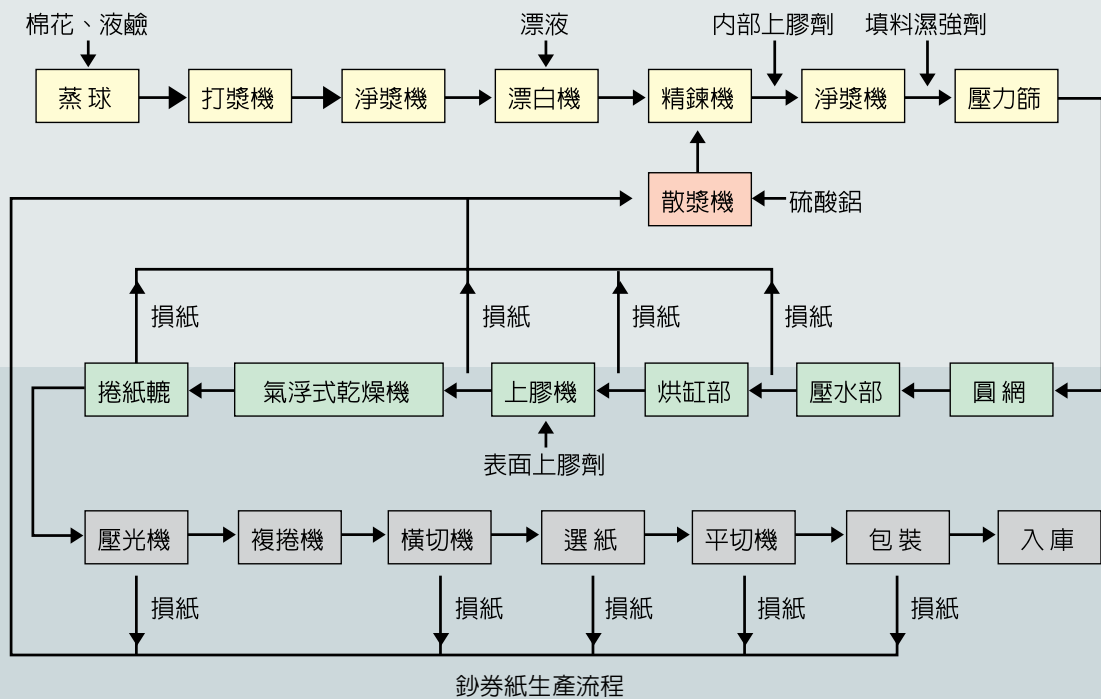 棉花、液鹼
漂液
內部上膠劑
填料濕強劑
蒸球
打漿機
淨漿機
漂白機
精鍊機
淨漿機
壓力篩
散漿機
硫酸鋁
損紙
損紙
損紙
損紙
捲紙轆
氣浮式乾燥機
上膠機
烘缸部
壓水部
圓網
表面上膠劑
壓光機
複捲機
橫切機
選紙
平切機
包裝
入庫
損紙
損紙
損紙
損紙
損紙
鈔券紙生產流程